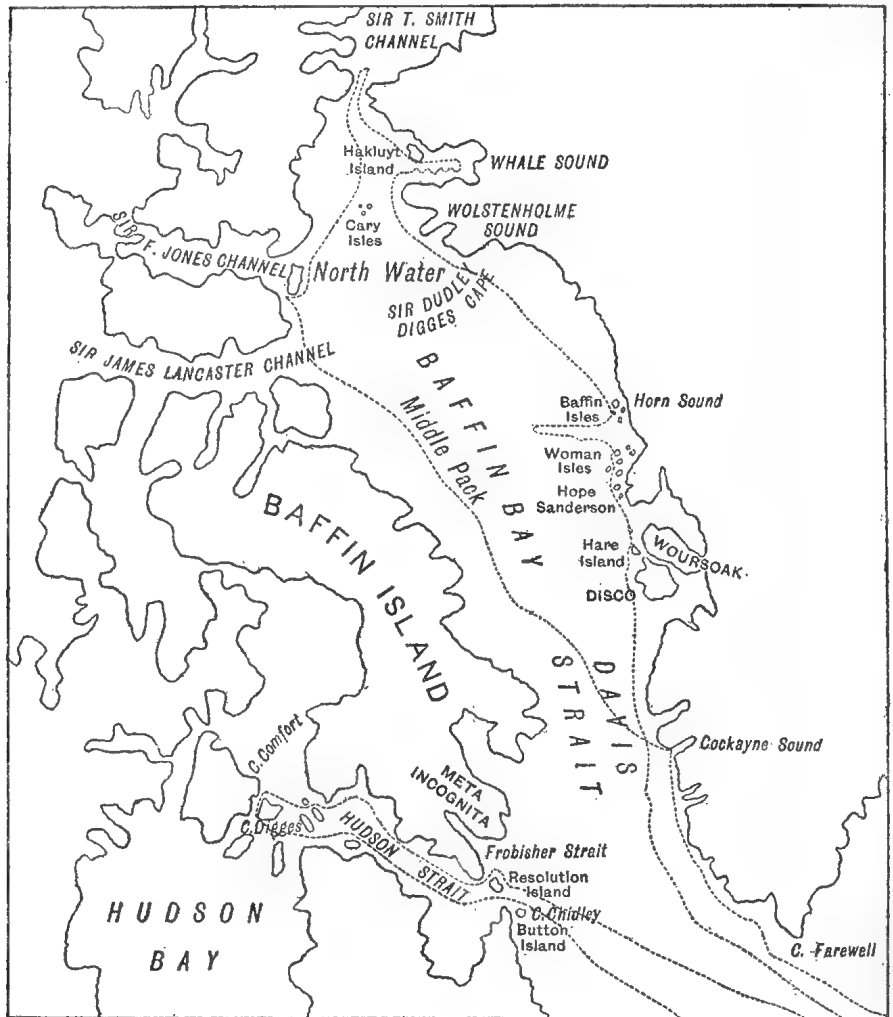 SIR T. SMITH
CHANNEL
Hakluyt
Island
WHALE SOUND
WOLSTENHOLME
SOUND
Cary
Isles
SIR F. JONES CHANNEL
North Water
SIR DUDLEY
DIGGES CAPE
SIR JAMES LANCASTER CHANNEL
BAFFIN BAY
Middle Pack
Baffin
Isles
Horn Sound
Woman
Isles
Hope
Sanderson
BAFFIN ISLAND
Hare
Island
WOURSOAK.
DISCO
DAVIS
STRAIT
Cockayne Sound
C. Comfort
META
INCOGNITA
C. Digges
HUDSON
STRAIT
Frobisher Strait
Resolution
Island
C. Chidley
Button
Island
HUDSON
BAY
C. Farewell